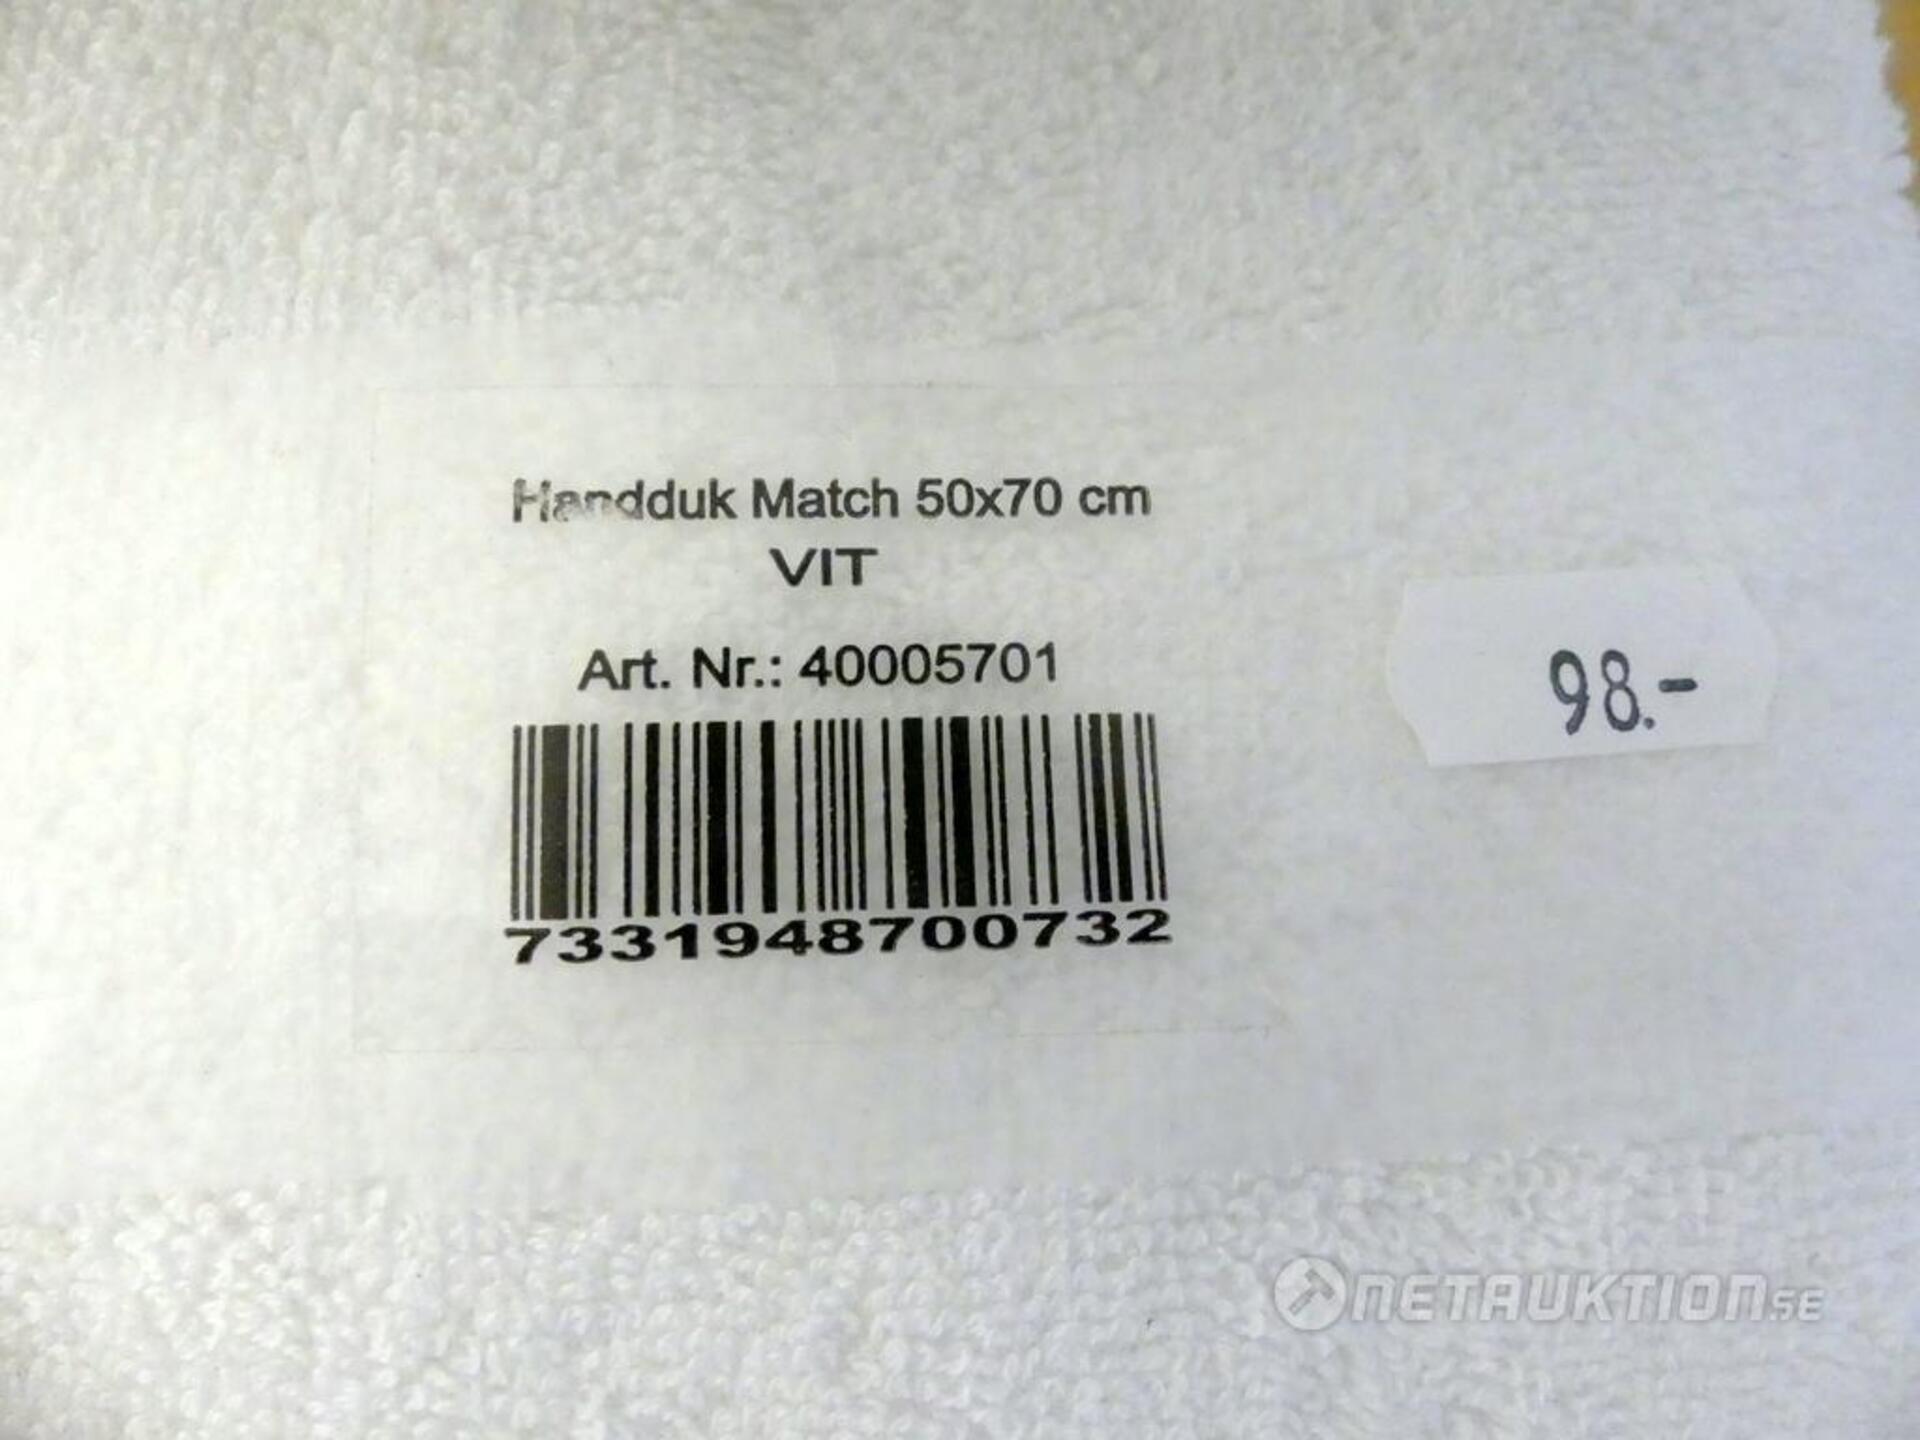 Handduk Match 50x70 cm
VIT
Art. Nr.: 40005701
7331948700732
98.-
NETAUKTION.SE